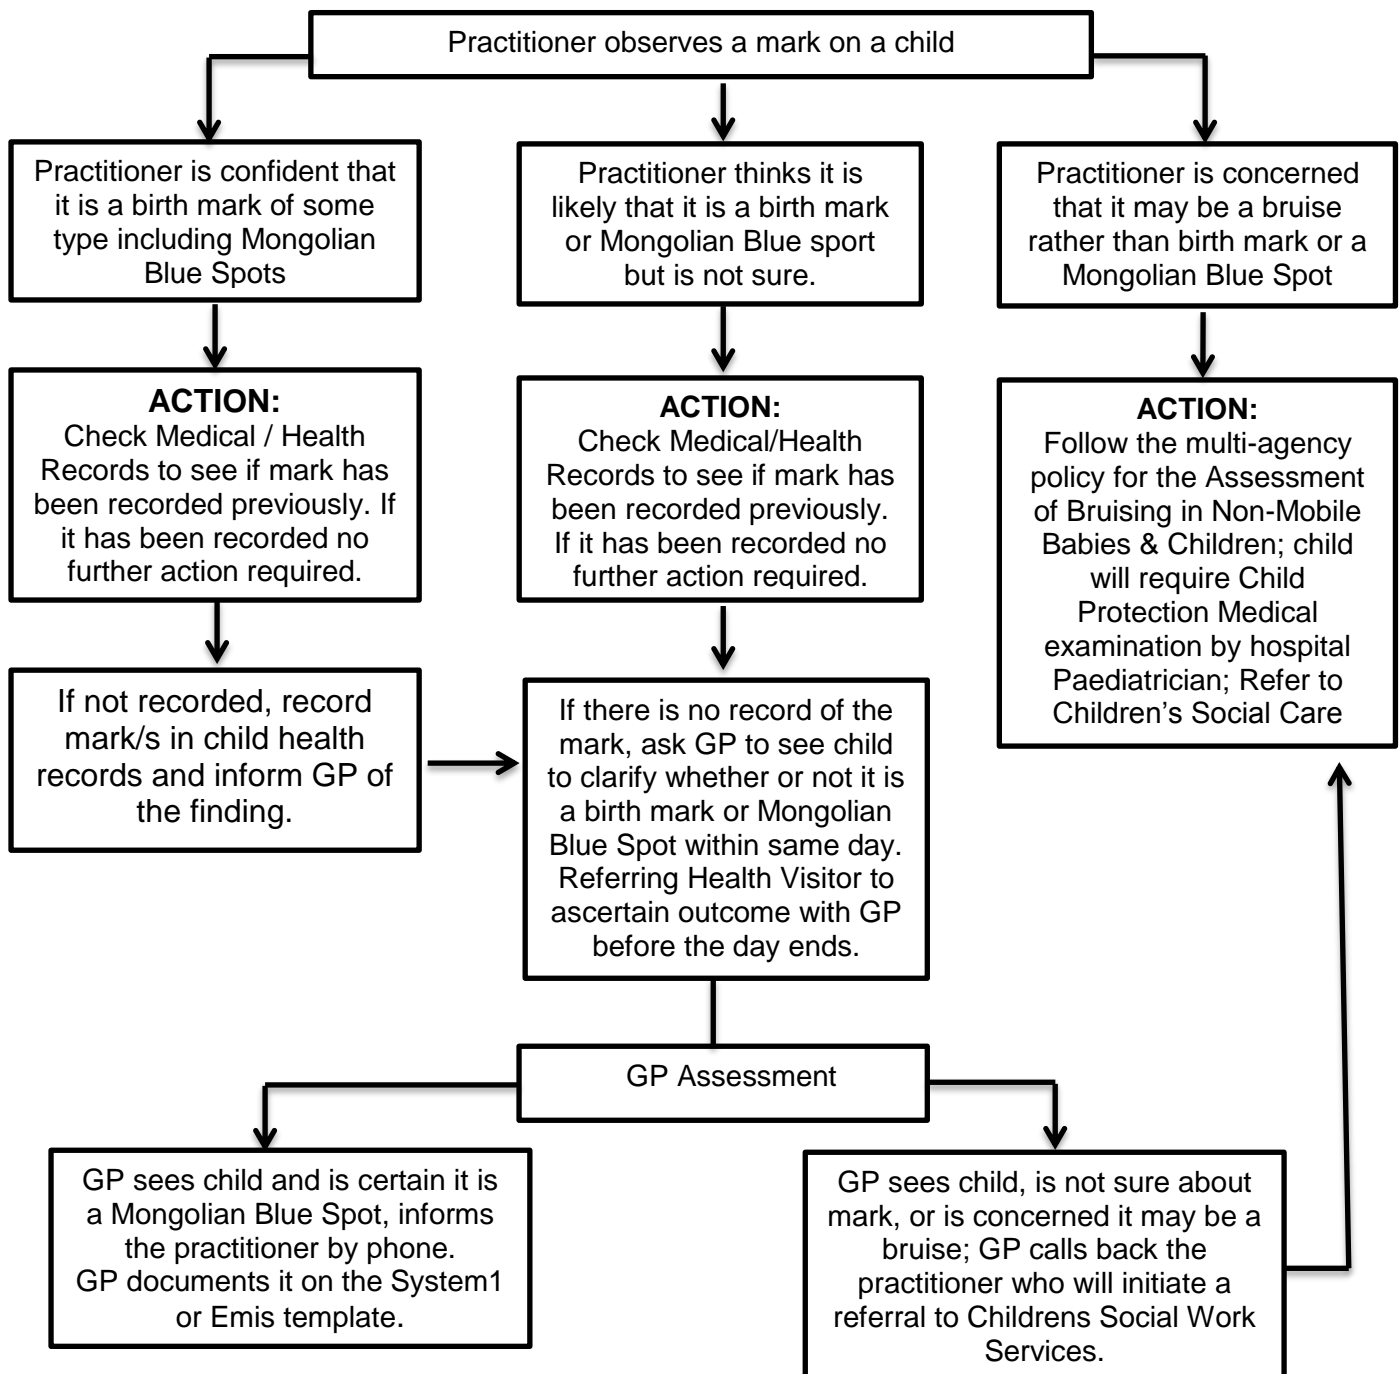 Practitioner observes a mark on a child
Practitioner is confident that
it is a birth mark of some
type including Mongolian
Blue Spots
Practitioner thinks it is
likely that it is a birth mark
or Mongolian Blue sport
but is not sure.
Practitioner is concerned
that it may be a bruise
rather than birth mark or a
Mongolian Blue Spot
ACTION:
Check Medical / Health
Records to see if mark has
been recorded previously. If
it has been recorded no
further action required.
ACTION:
Check Medical/Health
Records to see if mark has
been recorded previously.
If it has been recorded no
further action required.
ACTION:
Follow the multi-agency
policy for the Assessment
of Bruising in Non-Mobile
Babies & Children; child
will require Child
Protection Medical
examination by hospital
Paediatrician; Refer to
Children’s Social Care
If not recorded, record
mark/s in child health
records and inform GP of
the finding.
If there is no record of the
mark, ask GP to see child
to clarify whether or not it is
a birth mark or Mongolian
Blue Spot within same day.
Referring Health Visitor to
ascertain outcome with GP
before the day ends.
GP Assessment
GP sees child and is certain it is
a Mongolian Blue Spot, informs
the practitioner by phone.
GP documents it on the System1
or Emis template.
GP sees child, is not sure about
mark, or is concerned it may be a
bruise; GP calls back the
practitioner who will initiate a
referral to Childrens Social Work
Services.